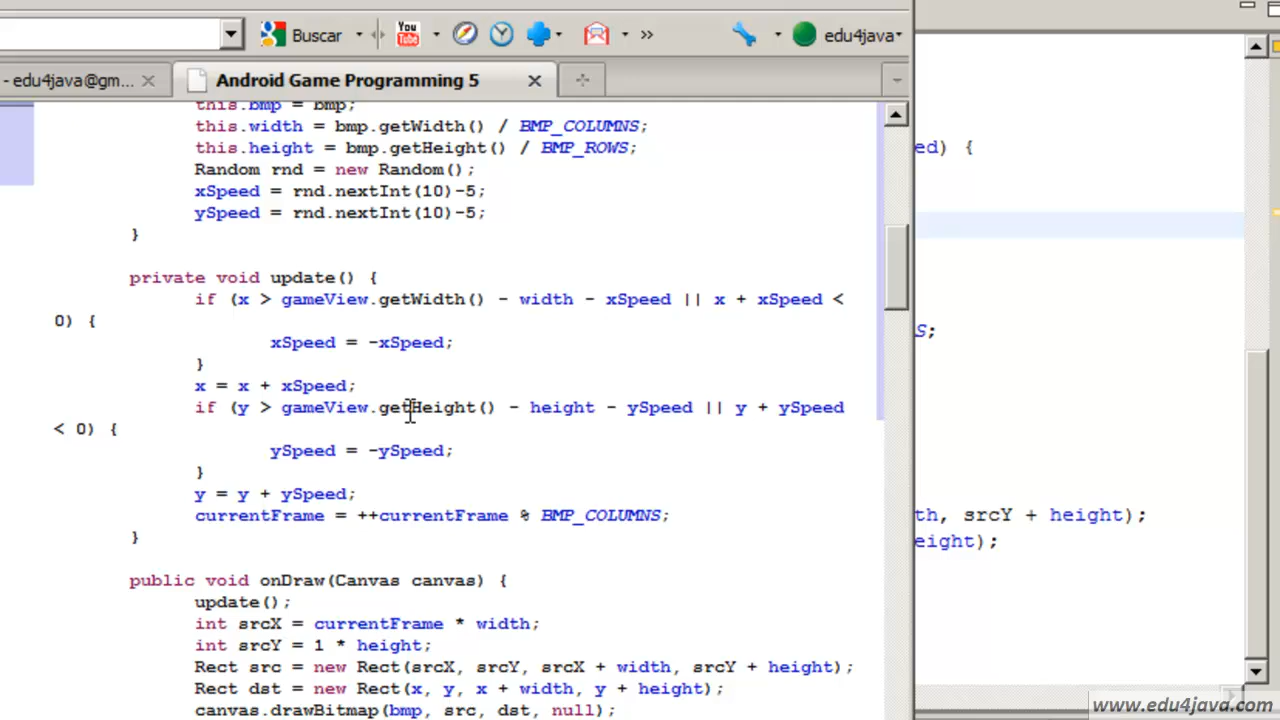 Buscar
You Tube
edu4java
- edu4java@gm...
Android Game Programming 5
this.bmp = bmp;
this.width = bmp.getWidth() / BMP_COLUMNS;
this.height = bmp.getHeight() / BMP_ROWS;
Random rnd = new Random();
xSpeed = rnd.nextInt(10)-5;
ySpeed = rnd.nextInt(10)-5;
}
private void update() {
if (x > gameView.getWidth() - width - xSpeed || x + xSpeed <
0) {
xSpeed = -xSpeed;
}
x = x + xSpeed;
if (y > gameView.getHeight() - height - ySpeed || y + ySpeed
< 0) {
ySpeed = -ySpeed;
}
y = y + ySpeed;
currentFrame = ++currentFrame % BMP_COLUMNS;
}
public void onDraw(Canvas canvas) {
update();
int srcX = currentFrame * width;
int srcY = 1 * height;
Rect src = new Rect(srcX, srcY, srcX + width, srcY + height);
Rect dst = new Rect(x, y, x + width, y + height);
canvas.drawBitmap(bmp, src, dst, null);
ed) {
S;
th, srcY + height);
eight);
www.edu4java.com